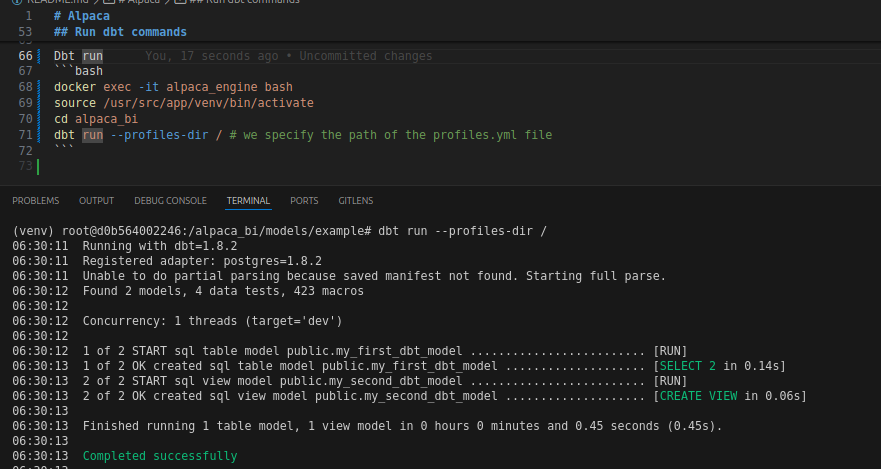 README.md > # Alpaca > ## Run dbt commands
1 # Alpaca
53 ## Run dbt commands
66 Dbt run You, 17 seconds ago • Uncommitted changes
67 ```bash
68 docker exec -it alpaca_engine bash
69 source /usr/src/app/venv/bin/activate
70 cd alpaca_bi
71 dbt run --profiles-dir / # we specify the path of the profiles.yml file
72 ```
73
PROBLEMS OUTPUT DEBUG CONSOLE TERMINAL PORTS GITLENS
(venv) root@d0b564002246:/alpaca_bi/models/example# dbt run --profiles-dir /
06:30:11 Running with dbt=1.8.2
06:30:11 Registered adapter: postgres=1.8.2
06:30:11 Unable to do partial parsing because saved manifest not found. Starting full parse.
06:30:12 Found 2 models, 4 data tests, 423 macros
06:30:12
06:30:12 Concurrency: 1 threads (target='dev')
06:30:12
06:30:12 1 of 2 START sql table model public.my_first_dbt_model ......................... [RUN]
06:30:13 1 of 2 OK created sql table model public.my_first_dbt_model .................... [SELECT 2 in 0.14s]
06:30:13 2 of 2 START sql view model public.my_second_dbt_model ......................... [RUN]
06:30:13 2 of 2 OK created sql view model public.my_second_dbt_model .................... [CREATE VIEW in 0.06s]
06:30:13
06:30:13 Finished running 1 table model, 1 view model in 0 hours 0 minutes and 0.45 seconds (0.45s).
06:30:13
06:30:13 Completed successfully
06:30:13